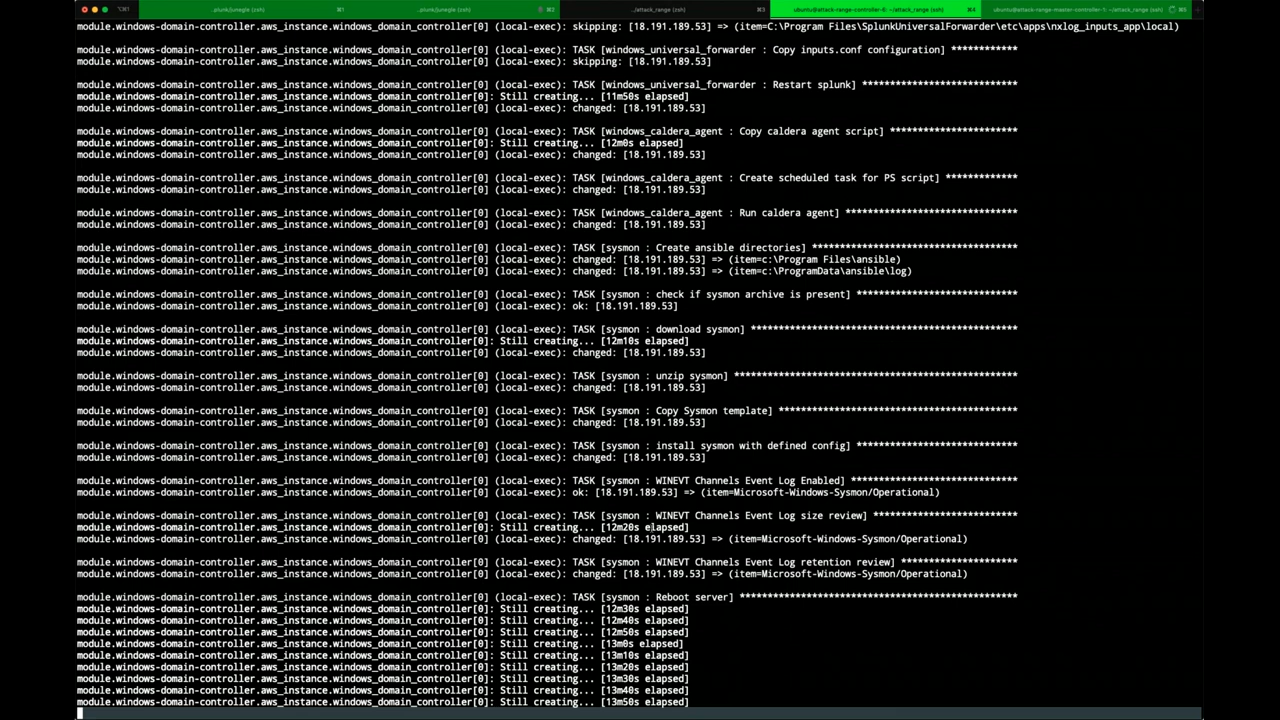 ../plunk/junegle (zsh) ⌘1 ../plunk/junegle (zsh) ⌘2 ../attack_range (zsh) ⌘3 ubuntu@attack-range-controller-6: ~/attack_range (ssh) ⌘4 ubuntu@attack-range-master-controller-1: ~/attack_range (ssh) ⌘5
module.windows-domain-controller.aws_instance.windows_domain_controller[0] (local-exec): skipping: [18.191.189.53] => (item=C:\Program Files\SplunkUniversalForwarder\etc\apps\nxlog_inputs_app\local)
module.windows-domain-controller.aws_instance.windows_domain_controller[0] (local-exec): TASK [windows_universal_forwarder : Copy inputs.conf configuration] ************
module.windows-domain-controller.aws_instance.windows_domain_controller[0] (local-exec): skipping: [18.191.189.53]
module.windows-domain-controller.aws_instance.windows_domain_controller[0] (local-exec): TASK [windows_universal_forwarder : Restart splunk] ****************************
module.windows-domain-controller.aws_instance.windows_domain_controller[0]: Still creating... [11m50s elapsed]
module.windows-domain-controller.aws_instance.windows_domain_controller[0] (local-exec): changed: [18.191.189.53]
module.windows-domain-controller.aws_instance.windows_domain_controller[0] (local-exec): TASK [windows_caldera_agent : Copy caldera agent script] ***********************
module.windows-domain-controller.aws_instance.windows_domain_controller[0]: Still creating... [12m0s elapsed]
module.windows-domain-controller.aws_instance.windows_domain_controller[0] (local-exec): changed: [18.191.189.53]
module.windows-domain-controller.aws_instance.windows_domain_controller[0] (local-exec): TASK [windows_caldera_agent : Create scheduled task for PS script] *************
module.windows-domain-controller.aws_instance.windows_domain_controller[0] (local-exec): changed: [18.191.189.53]
module.windows-domain-controller.aws_instance.windows_domain_controller[0] (local-exec): TASK [windows_caldera_agent : Run caldera agent] *******************************
module.windows-domain-controller.aws_instance.windows_domain_controller[0] (local-exec): changed: [18.191.189.53]
module.windows-domain-controller.aws_instance.windows_domain_controller[0] (local-exec): TASK [sysmon : Create ansible directories] *************************************
module.windows-domain-controller.aws_instance.windows_domain_controller[0] (local-exec): changed: [18.191.189.53] => (item=c:\Program Files\ansible)
module.windows-domain-controller.aws_instance.windows_domain_controller[0] (local-exec): changed: [18.191.189.53] => (item=c:\ProgramData\ansible\log)
module.windows-domain-controller.aws_instance.windows_domain_controller[0] (local-exec): TASK [sysmon : check if sysmon archive is present] *****************************
module.windows-domain-controller.aws_instance.windows_domain_controller[0] (local-exec): ok: [18.191.189.53]
module.windows-domain-controller.aws_instance.windows_domain_controller[0] (local-exec): TASK [sysmon : download sysmon] ************************************************
module.windows-domain-controller.aws_instance.windows_domain_controller[0]: Still creating... [12m10s elapsed]
module.windows-domain-controller.aws_instance.windows_domain_controller[0] (local-exec): changed: [18.191.189.53]
module.windows-domain-controller.aws_instance.windows_domain_controller[0] (local-exec): TASK [sysmon : unzip sysmon] ***************************************************
module.windows-domain-controller.aws_instance.windows_domain_controller[0] (local-exec): changed: [18.191.189.53]
module.windows-domain-controller.aws_instance.windows_domain_controller[0] (local-exec): TASK [sysmon : Copy Sysmon template] *******************************************
module.windows-domain-controller.aws_instance.windows_domain_controller[0] (local-exec): changed: [18.191.189.53]
module.windows-domain-controller.aws_instance.windows_domain_controller[0] (local-exec): TASK [sysmon : install sysmon with defined config] *****************************
module.windows-domain-controller.aws_instance.windows_domain_controller[0] (local-exec): changed: [18.191.189.53]
module.windows-domain-controller.aws_instance.windows_domain_controller[0] (local-exec): TASK [sysmon : WINEVT Channels Event Log Enabled] ******************************
module.windows-domain-controller.aws_instance.windows_domain_controller[0] (local-exec): ok: [18.191.189.53] => (item=Microsoft-Windows-Sysmon/Operational)
module.windows-domain-controller.aws_instance.windows_domain_controller[0] (local-exec): TASK [sysmon : WINEVT Channels Event Log size review] **************************
module.windows-domain-controller.aws_instance.windows_domain_controller[0]: Still creating... [12m20s elapsed]
module.windows-domain-controller.aws_instance.windows_domain_controller[0] (local-exec): changed: [18.191.189.53] => (item=Microsoft-Windows-Sysmon/Operational)
module.windows-domain-controller.aws_instance.windows_domain_controller[0] (local-exec): TASK [sysmon : WINEVT Channels Event Log retention review] *********************
module.windows-domain-controller.aws_instance.windows_domain_controller[0] (local-exec): changed: [18.191.189.53] => (item=Microsoft-Windows-Sysmon/Operational)
module.windows-domain-controller.aws_instance.windows_domain_controller[0] (local-exec): TASK [sysmon : Reboot server] **************************************************
module.windows-domain-controller.aws_instance.windows_domain_controller[0]: Still creating... [12m30s elapsed]
module.windows-domain-controller.aws_instance.windows_domain_controller[0]: Still creating... [12m40s elapsed]
module.windows-domain-controller.aws_instance.windows_domain_controller[0]: Still creating... [12m50s elapsed]
module.windows-domain-controller.aws_instance.windows_domain_controller[0]: Still creating... [13m0s elapsed]
module.windows-domain-controller.aws_instance.windows_domain_controller[0]: Still creating... [13m10s elapsed]
module.windows-domain-controller.aws_instance.windows_domain_controller[0]: Still creating... [13m20s elapsed]
module.windows-domain-controller.aws_instance.windows_domain_controller[0]: Still creating... [13m30s elapsed]
module.windows-domain-controller.aws_instance.windows_domain_controller[0]: Still creating... [13m40s elapsed]
module.windows-domain-controller.aws_instance.windows_domain_controller[0]: Still creating... [13m50s elapsed]